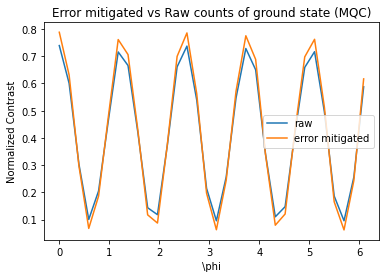 Error mitigated vs Raw counts of ground state (MQC)
0.8
0.7
0.6
0.5
0.4
0.3
0.2
0.1
Normalized Contrast
raw
error mitigated
0 1 2 3 4 5 6
\phi